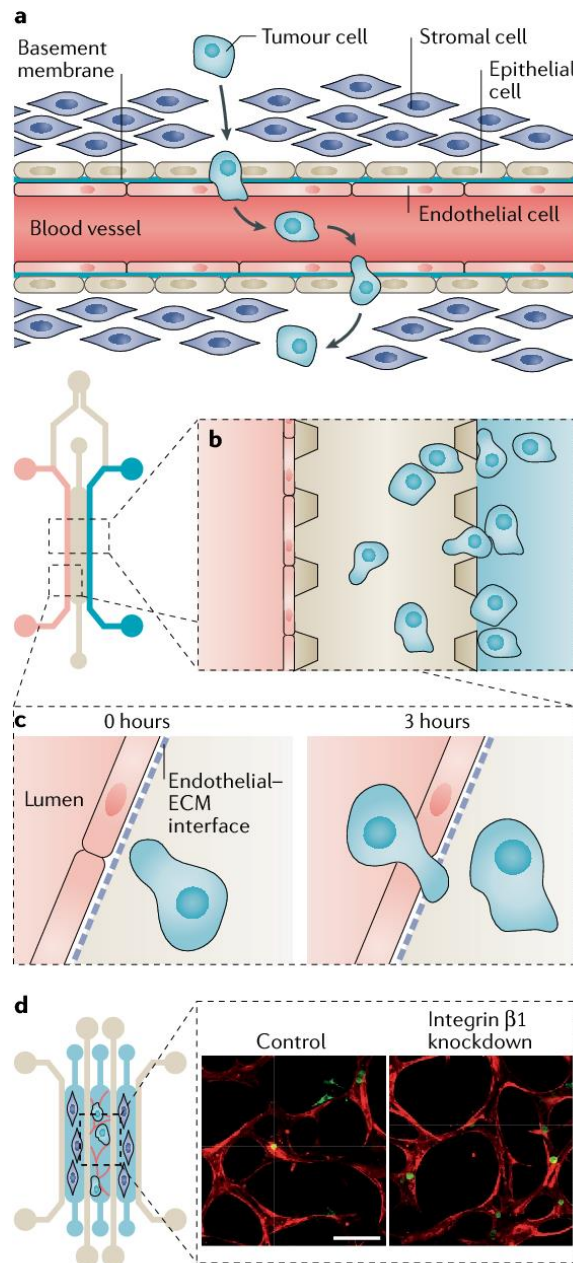 a
Tumour cell
Stromal cell
Basement
membrane
Epithelial
cell
Endothelial cell
Blood vessel
b
c
0 hours
3 hours
Lumen
Endothelial–
ECM
interface
d
Control
Integrin β1
knockdown